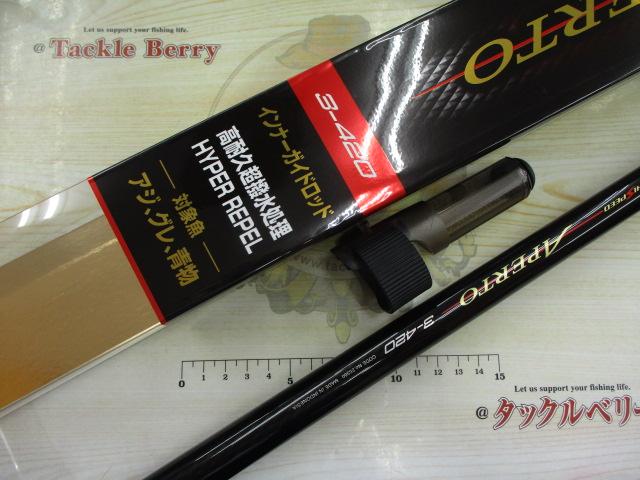 Let us support your fishing life.
@ Tackle Berry
APERTO
3-420
インナーガイドロッド
高耐久超撥水処理
HYPER REPEL
対象魚
アジ、グレ、青物
SPEED
APERTO
3-420
MADE IN INDONESIA
0 1 5 10 15
Let us support your fishing life.
@ タックルベリー